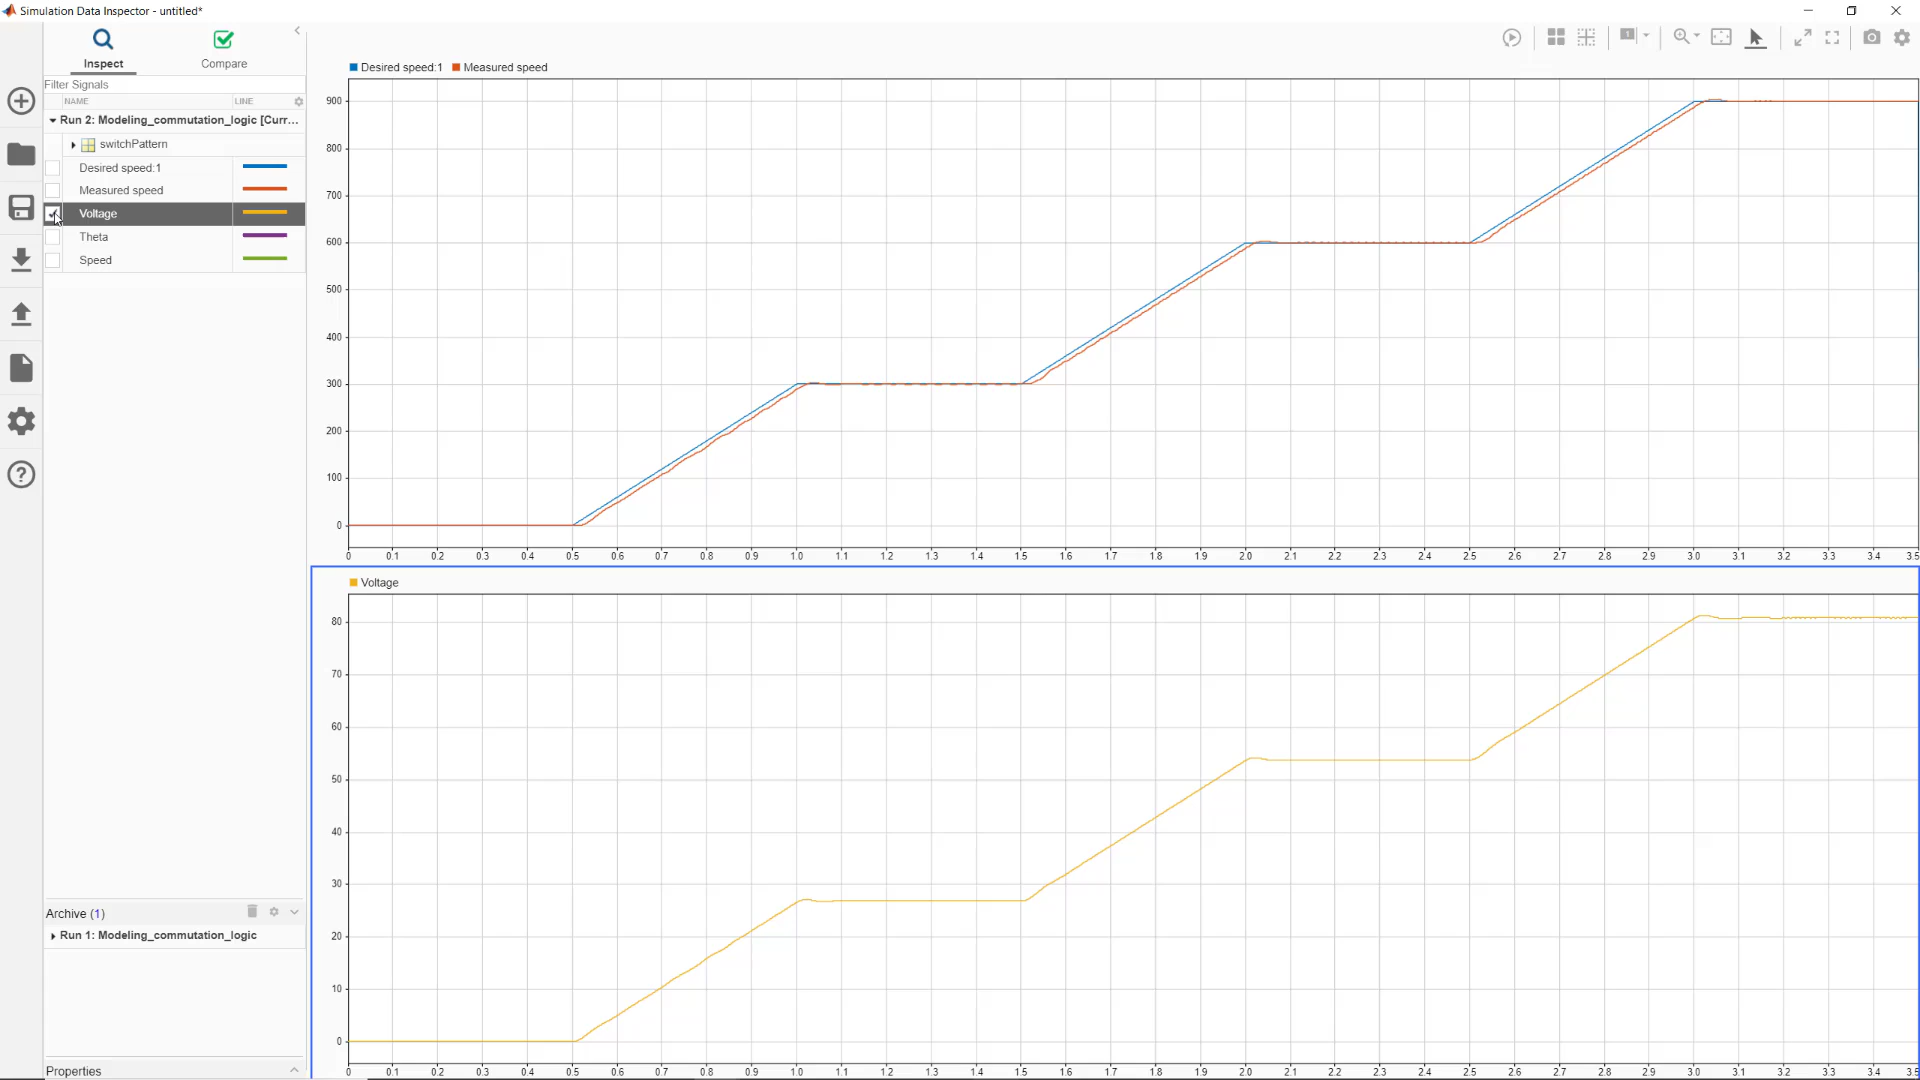 Simulation Data Inspector - untitled*
Inspect
Compare
Filter Signals
NAME
LINE
Run 2: Modeling_commutation_logic [Curr...
switchPattern
Desired speed:1
Measured speed
Voltage
Theta
Speed
Archive (1)
Run 1: Modeling_commutation_logic
Properties
1
Desired speed:1 Measured speed
900
800
700
600
500
400
300
200
100
0
0 0.1 0.2 0.3 0.4 0.5 0.6 0.7 0.8 0.9 1.0 1.1 1.2 1.3 1.4 1.5 1.6 1.7 1.8 1.9 2.0 2.1 2.2 2.3 2.4 2.5 2.6 2.7 2.8 2.9 3.0 3.1 3.2 3.3 3.4 3.5
Voltage
80
70
60
50
40
30
20
10
0
0 0.1 0.2 0.3 0.4 0.5 0.6 0.7 0.8 0.9 1.0 1.1 1.2 1.3 1.4 1.5 1.6 1.7 1.8 1.9 2.0 2.1 2.2 2.3 2.4 2.5 2.6 2.7 2.8 2.9 3.0 3.1 3.2 3.3 3.4 3.5